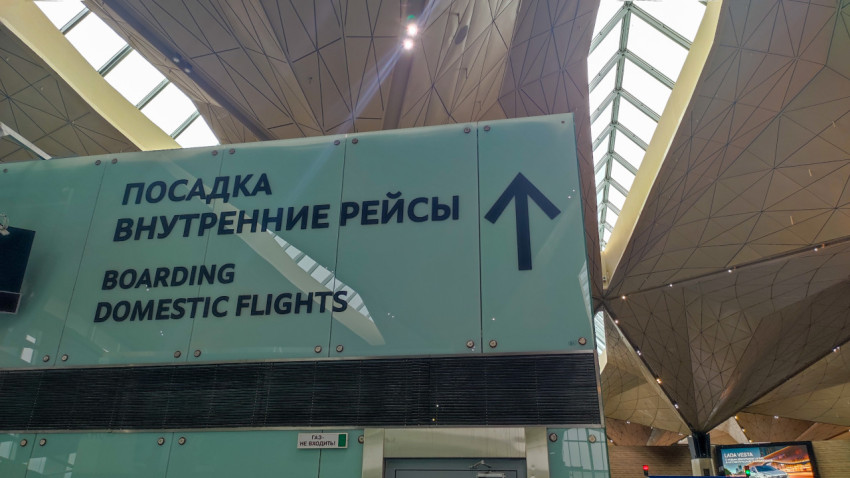 ПОСАДКА
ВНУТРЕННИЕ РЕЙСЫ
BOARDING
DOMESTIC FLIGHTS
ГАЗ-
НЕ ВХОДИТЬ!
LADA VESTA